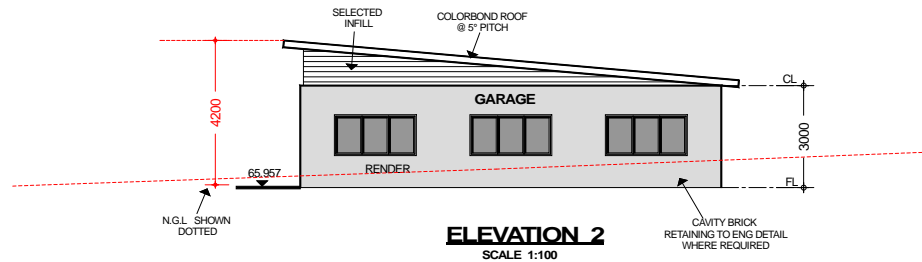 SELECTED
INFILL
COLORBOND ROOF
@ 5° PITCH
CL
4200
GARAGE
3000
RENDER
65.957
FL
N.G.L SHOWN
DOTTED
CAVITY BRICK
RETAINING TO ENG DETAIL
WHERE REQUIRED
ELEVATION 2
SCALE 1:100